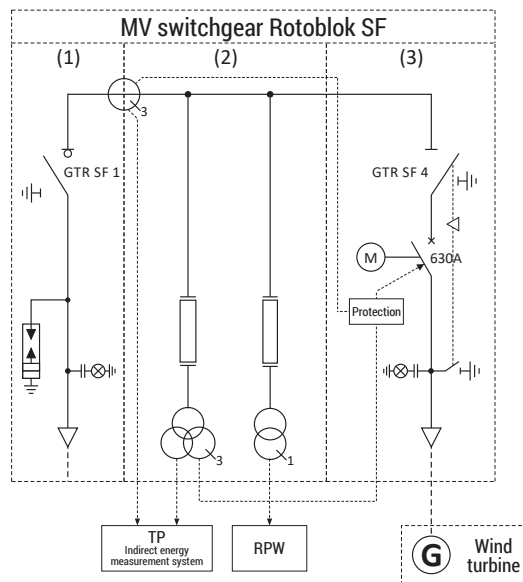 MV switchgear Rotoblok SF
(1)
(2)
(3)
3
GTR SF 1
GTR SF 4
M
630A
Protection
3
1
TP
Indirect energy
measurement system
RPW
G
Wind
turbine